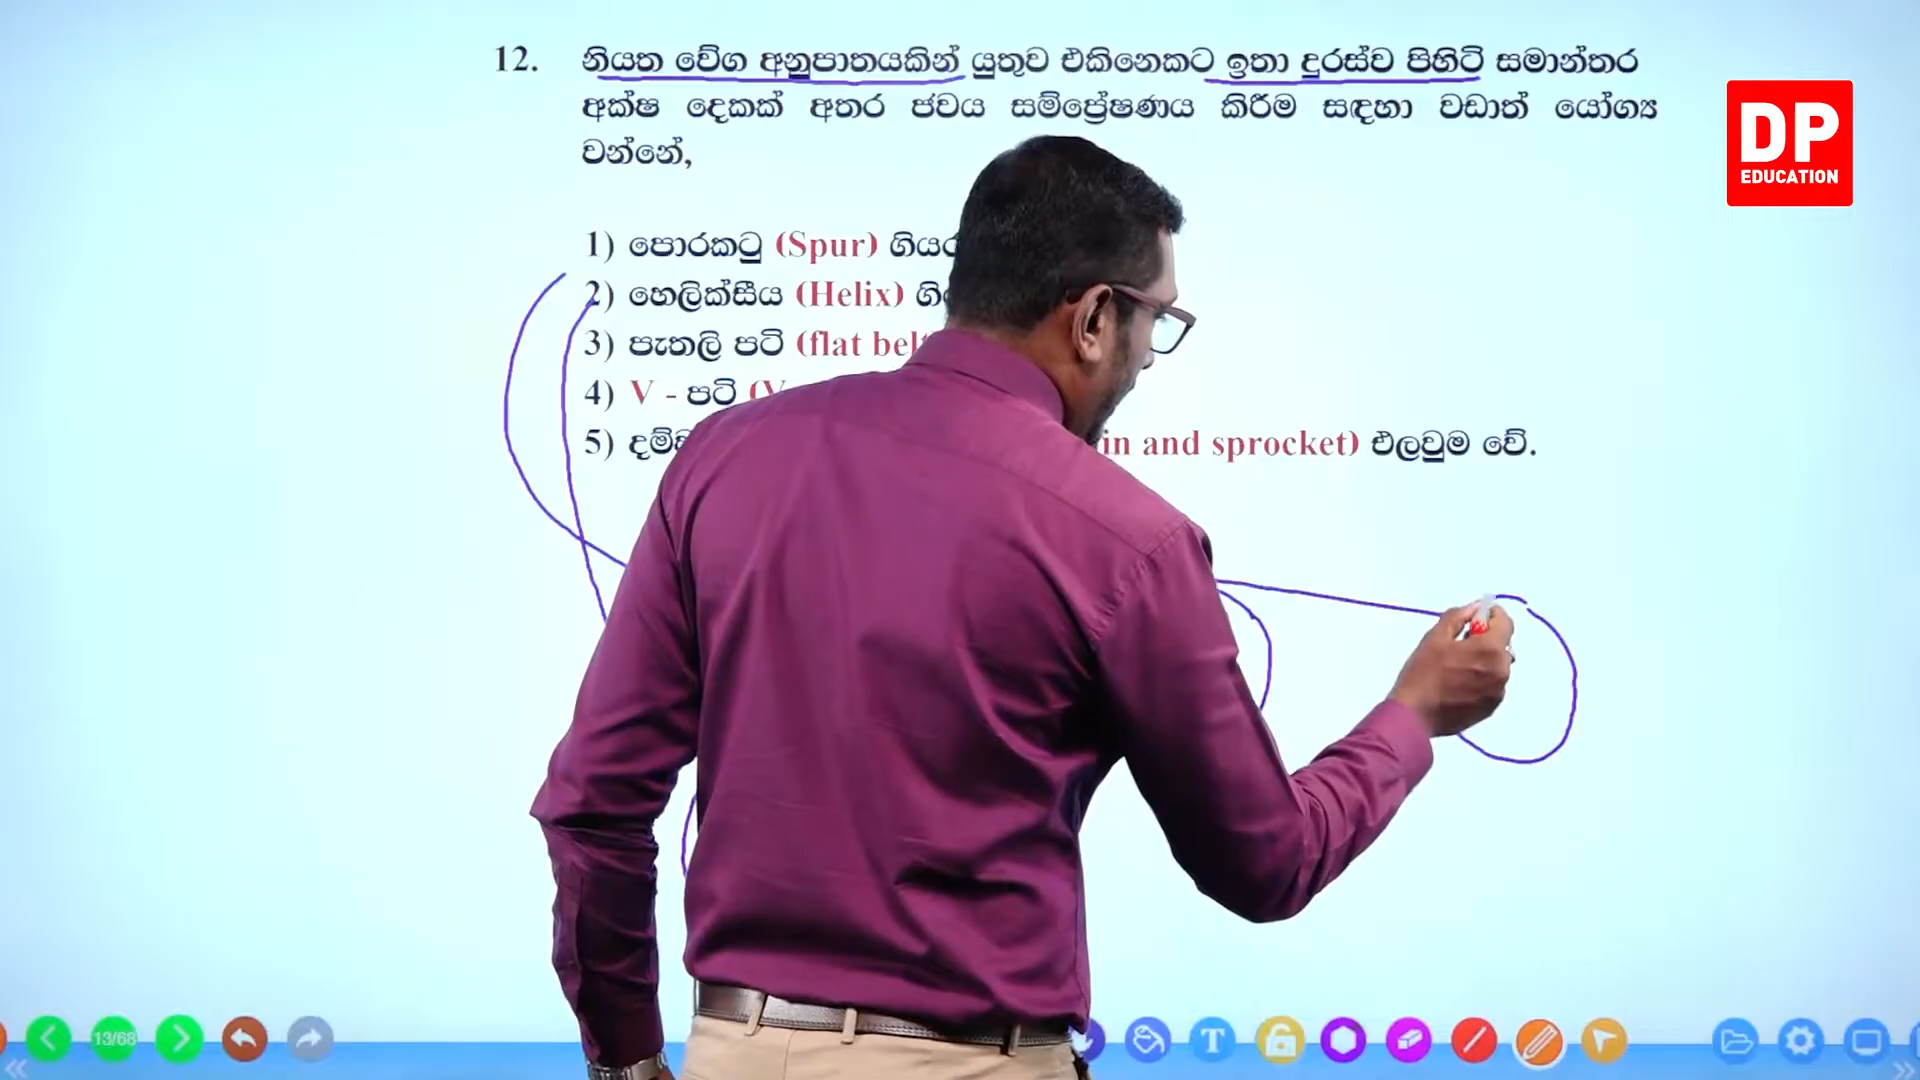 12. නියත වේග අනුපාතයකින් යුතුව එකිනෙකට ඉතා දුරස්ව පිහිටි සමාන්තර
අක්ෂ දෙකක් අතර ජවය සම්ප්‍රේෂණය කිරීම සඳහා වඩාත් යෝග්‍ය
වන්නේ,
1) පොරකටු (Spur)
2) හෙලික්සීය (Helix)
3) පැතලි පටි (flat
4) V - පටි
5) and sprocket) එලවුම වේ.
DP
EDUCATION
13/68
T